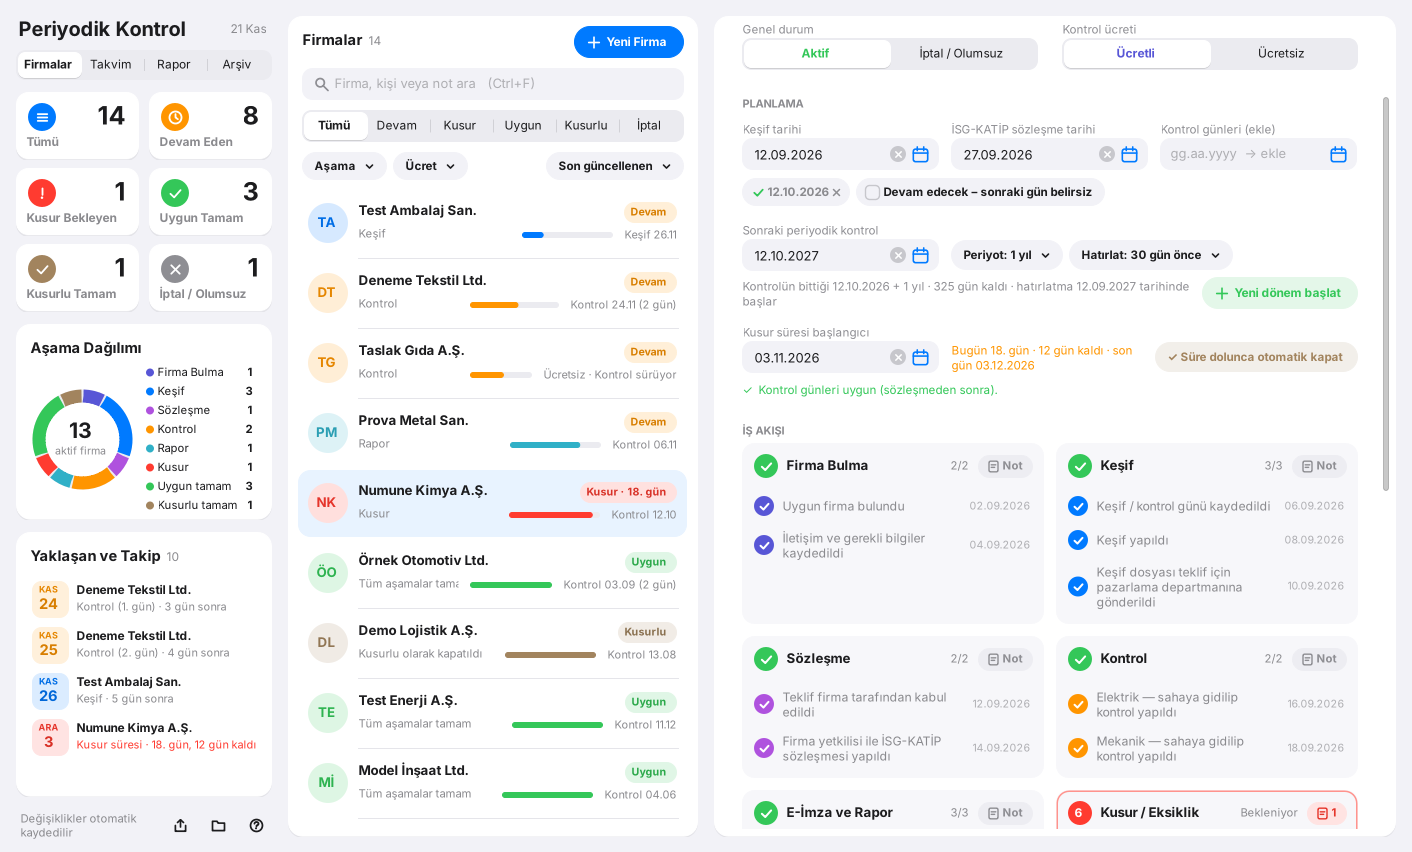 Periyodik Kontrol
21 Kas
Firmalar
Takvim
Rapor
Arşiv
14
Tümü
8
Devam Eden
1
Kusur Bekleyen
3
Uygun Tamam
1
Kusurlu Tamam
1
İptal / Olumsuz
Aşama Dağılımı
13
aktif firma
Firma Bulma 1
Keşif 3
Sözleşme 1
Kontrol 2
Rapor 1
Kusur 1
Uygun tamam 3
Kusurlu tamam 1
Yaklaşan ve Takip 10
KAS
24
Deneme Tekstil Ltd.
Kontrol (1. gün) · 3 gün sonra
KAS
25
Deneme Tekstil Ltd.
Kontrol (2. gün) · 4 gün sonra
KAS
26
Test Ambalaj San.
Keşif · 5 gün sonra
ARA
3
Numune Kimya A.Ş.
Kusur süresi · 18. gün, 12 gün kaldı
Değişiklikler otomatik
kaydedilir
Firmalar 14
Yeni Firma
Firma, kişi veya not ara (Ctrl+F)
Tümü
Devam
Kusur
Uygun
Kusurlu
İptal
Aşama
Ücret
Son güncellenen
TA
Test Ambalaj San.
Devam
Keşif
Keşif 26.11
DT
Deneme Tekstil Ltd.
Devam
Kontrol
Kontrol 24.11 (2 gün)
TG
Taslak Gıda A.Ş.
Devam
Kontrol
Ücretsiz · Kontrol sürüyor
PM
Prova Metal San.
Devam
Rapor
Kontrol 06.11
NK
Numune Kimya A.Ş.
Kusur · 18. gün
Kusur
Kontrol 12.10
ÖO
Örnek Otomotiv Ltd.
Uygun
Tüm aşamalar tama
Kontrol 03.09 (2 gün)
DL
Demo Lojistik A.Ş.
Kusurlu
Kusurlu olarak kapatıldı
Kontrol 13.08
TE
Test Enerji A.Ş.
Uygun
Tüm aşamalar tamam
Kontrol 11.12
Mİ
Model İnşaat Ltd.
Uygun
Tüm aşamalar tamam
Kontrol 04.06
Genel durum
Kontrol ücreti
Aktif
İptal / Olumsuz
Ücretli
Ücretsiz
PLANLAMA
Keşif tarihi
İSG-KATİP sözleşme tarihi
Kontrol günleri (ekle)
12.09.2026
27.09.2026
gg.aa.yyyy → ekle
12.10.2026
Devam edecek – sonraki gün belirsiz
Sonraki periyodik kontrol
12.10.2027
Periyot: 1 yıl
Hatırlat: 30 gün önce
Kontrolün bittiği 12.10.2026 + 1 yıl · 325 gün kaldı · hatırlatma 12.09.2027 tarihinde
başlar
Yeni dönem başlat
Kusur süresi başlangıcı
03.11.2026
Bugün 18. gün · 12 gün kaldı · son
gün 03.12.2026
✓ Süre dolunca otomatik kapat
✓ Kontrol günleri uygun (sözleşmeden sonra).
İŞ AKIŞI
Firma Bulma
2/2
Not
Uygun firma bulundu
02.09.2026
İletişim ve gerekli bilgiler
kaydedildi
04.09.2026
Keşif
3/3
Not
Keşif / kontrol günü kaydedildi
06.09.2026
Keşif yapıldı
08.09.2026
Keşif dosyası teklif için
pazarlama departmanına
gönderildi
10.09.2026
Sözleşme
2/2
Not
Teklif firma tarafından kabul
edildi
12.09.2026
Firma yetkilisi ile İSG-KATİP
sözleşmesi yapıldı
14.09.2026
Kontrol
2/2
Not
Elektrik — sahaya gidilip
kontrol yapıldı
16.09.2026
Mekanik — sahaya gidilip
kontrol yapıldı
18.09.2026
E-İmza ve Rapor
3/3
Not
6
Kusur / Eksiklik
Bekleniyor
1